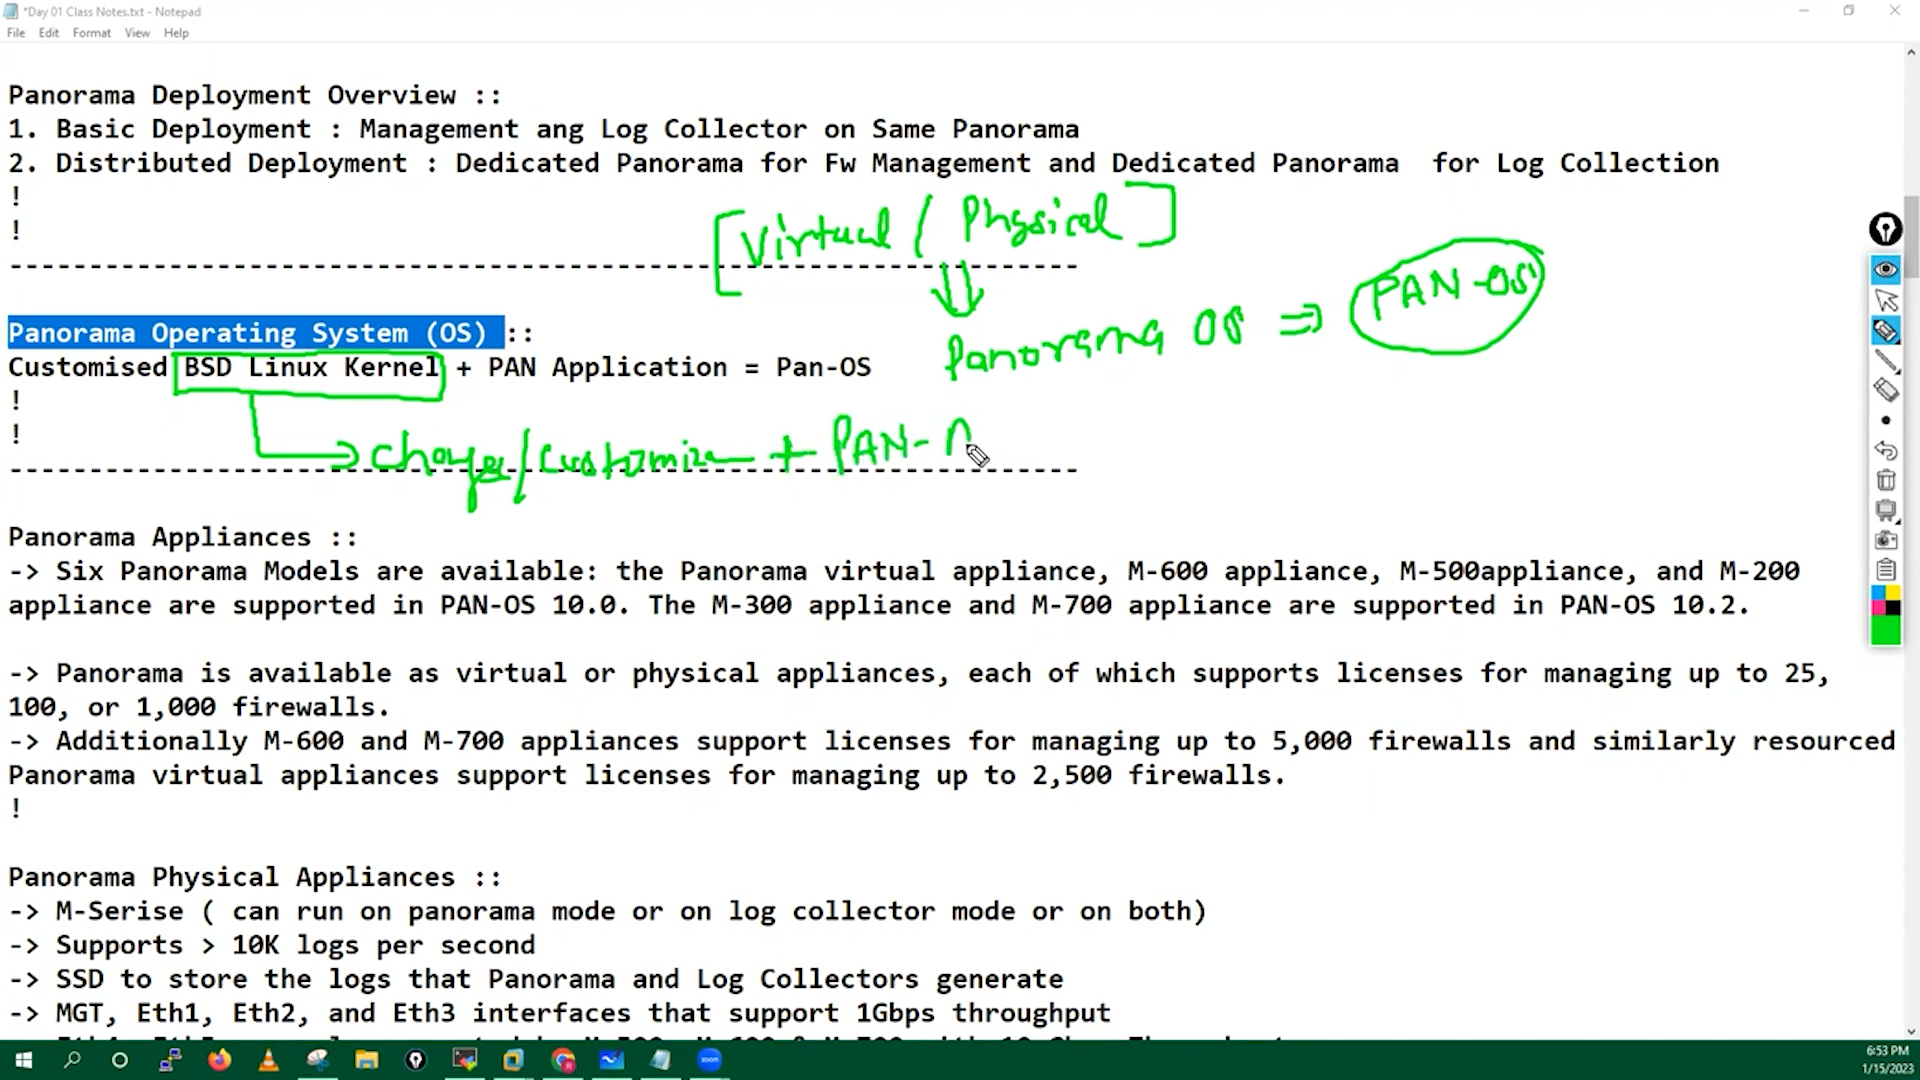 *Day 01 Class Notes.txt - Notepad
File Edit Format View Help
Panorama Deployment Overview ::
1. Basic Deployment : Management ang Log Collector on Same Panorama
2. Distributed Deployment : Dedicated Panorama for Fw Management and Dedicated Panorama  for Log Collection
!
[Virtual / Physical]
!
-------------------------------------------------------------------
PAN-OS
Panorama OS ⇒
Panorama Operating System (OS) ::
Customised BSD Linux Kernel + PAN Application = Pan-OS
!
!
Changes/Customize + PAN-
-------------------------------------------------------------------
Panorama Appliances ::
-> Six Panorama Models are available: the Panorama virtual appliance, M-600 appliance, M-500appliance, and M-200
appliance are supported in PAN-OS 10.0. The M-300 appliance and M-700 appliance are supported in PAN-OS 10.2.
-> Panorama is available as virtual or physical appliances, each of which supports licenses for managing up to 25,
100, or 1,000 firewalls.
-> Additionally M-600 and M-700 appliances support licenses for managing up to 5,000 firewalls and similarly resourced
Panorama virtual appliances support licenses for managing up to 2,500 firewalls.
!
Panorama Physical Appliances ::
-> M-Serise ( can run on panorama mode or on log collector mode or on both)
-> Supports > 10K logs per second
-> SSD to store the logs that Panorama and Log Collectors generate
-> MGT, Eth1, Eth2, and Eth3 interfaces that support 1Gbps throughput
zoom
6:53 PM
1/15/2023